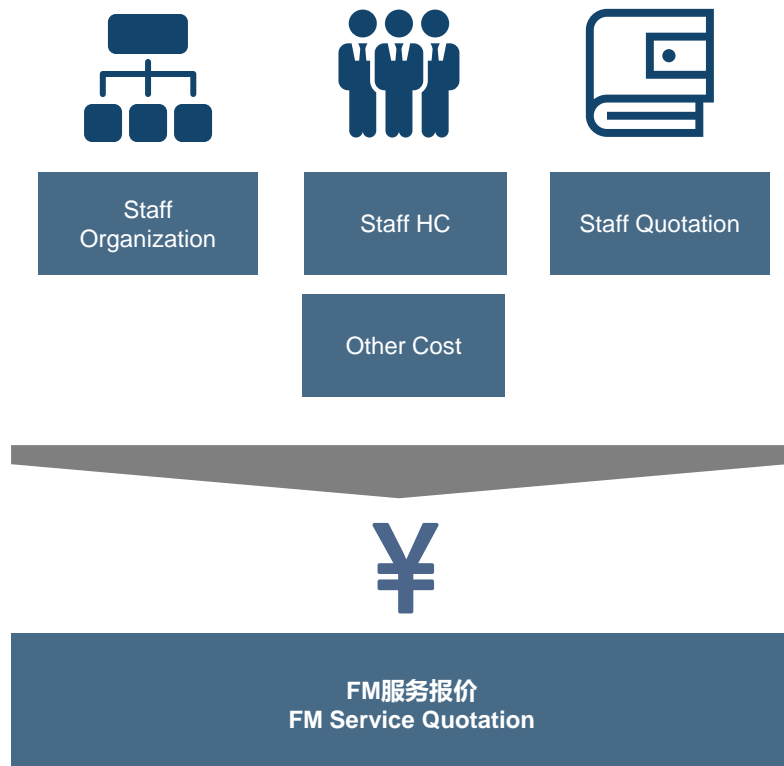 Staff
Organization
Staff HC
Staff Quotation
Other Cost
¥
FM服务报价
FM Service Quotation